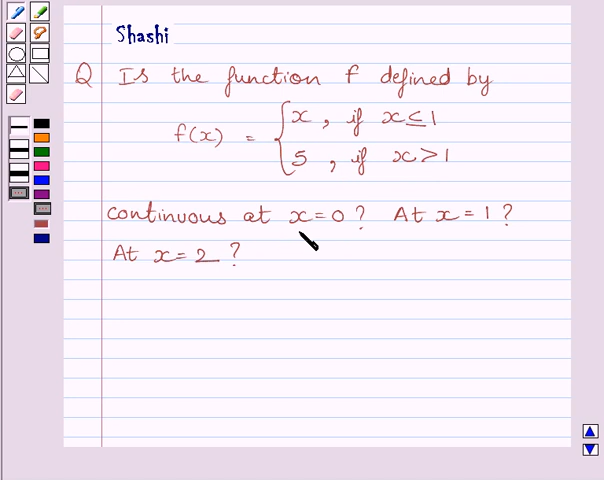 Shashi
Q Is the function f defined by
f(x) = { x, if x ≤ 1
5, if x > 1
continuous at x = 0? At x = 1?
At x = 2?